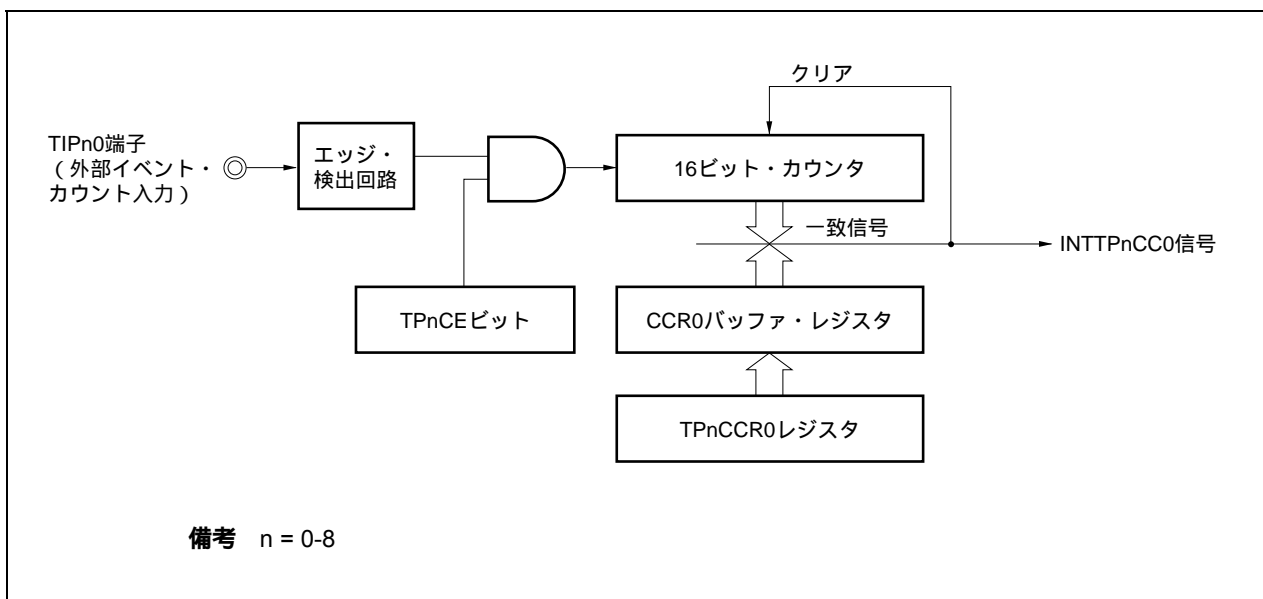 クリア
TIPn0端子
（外部イベント・
カウント入力）
エッジ・
検出回路
16ビット・カウンタ
一致信号
INTTPnCC0信号
TPnCEビット
CCR0バッファ・レジスタ
TPnCCR0レジスタ
備考 n = 0-8